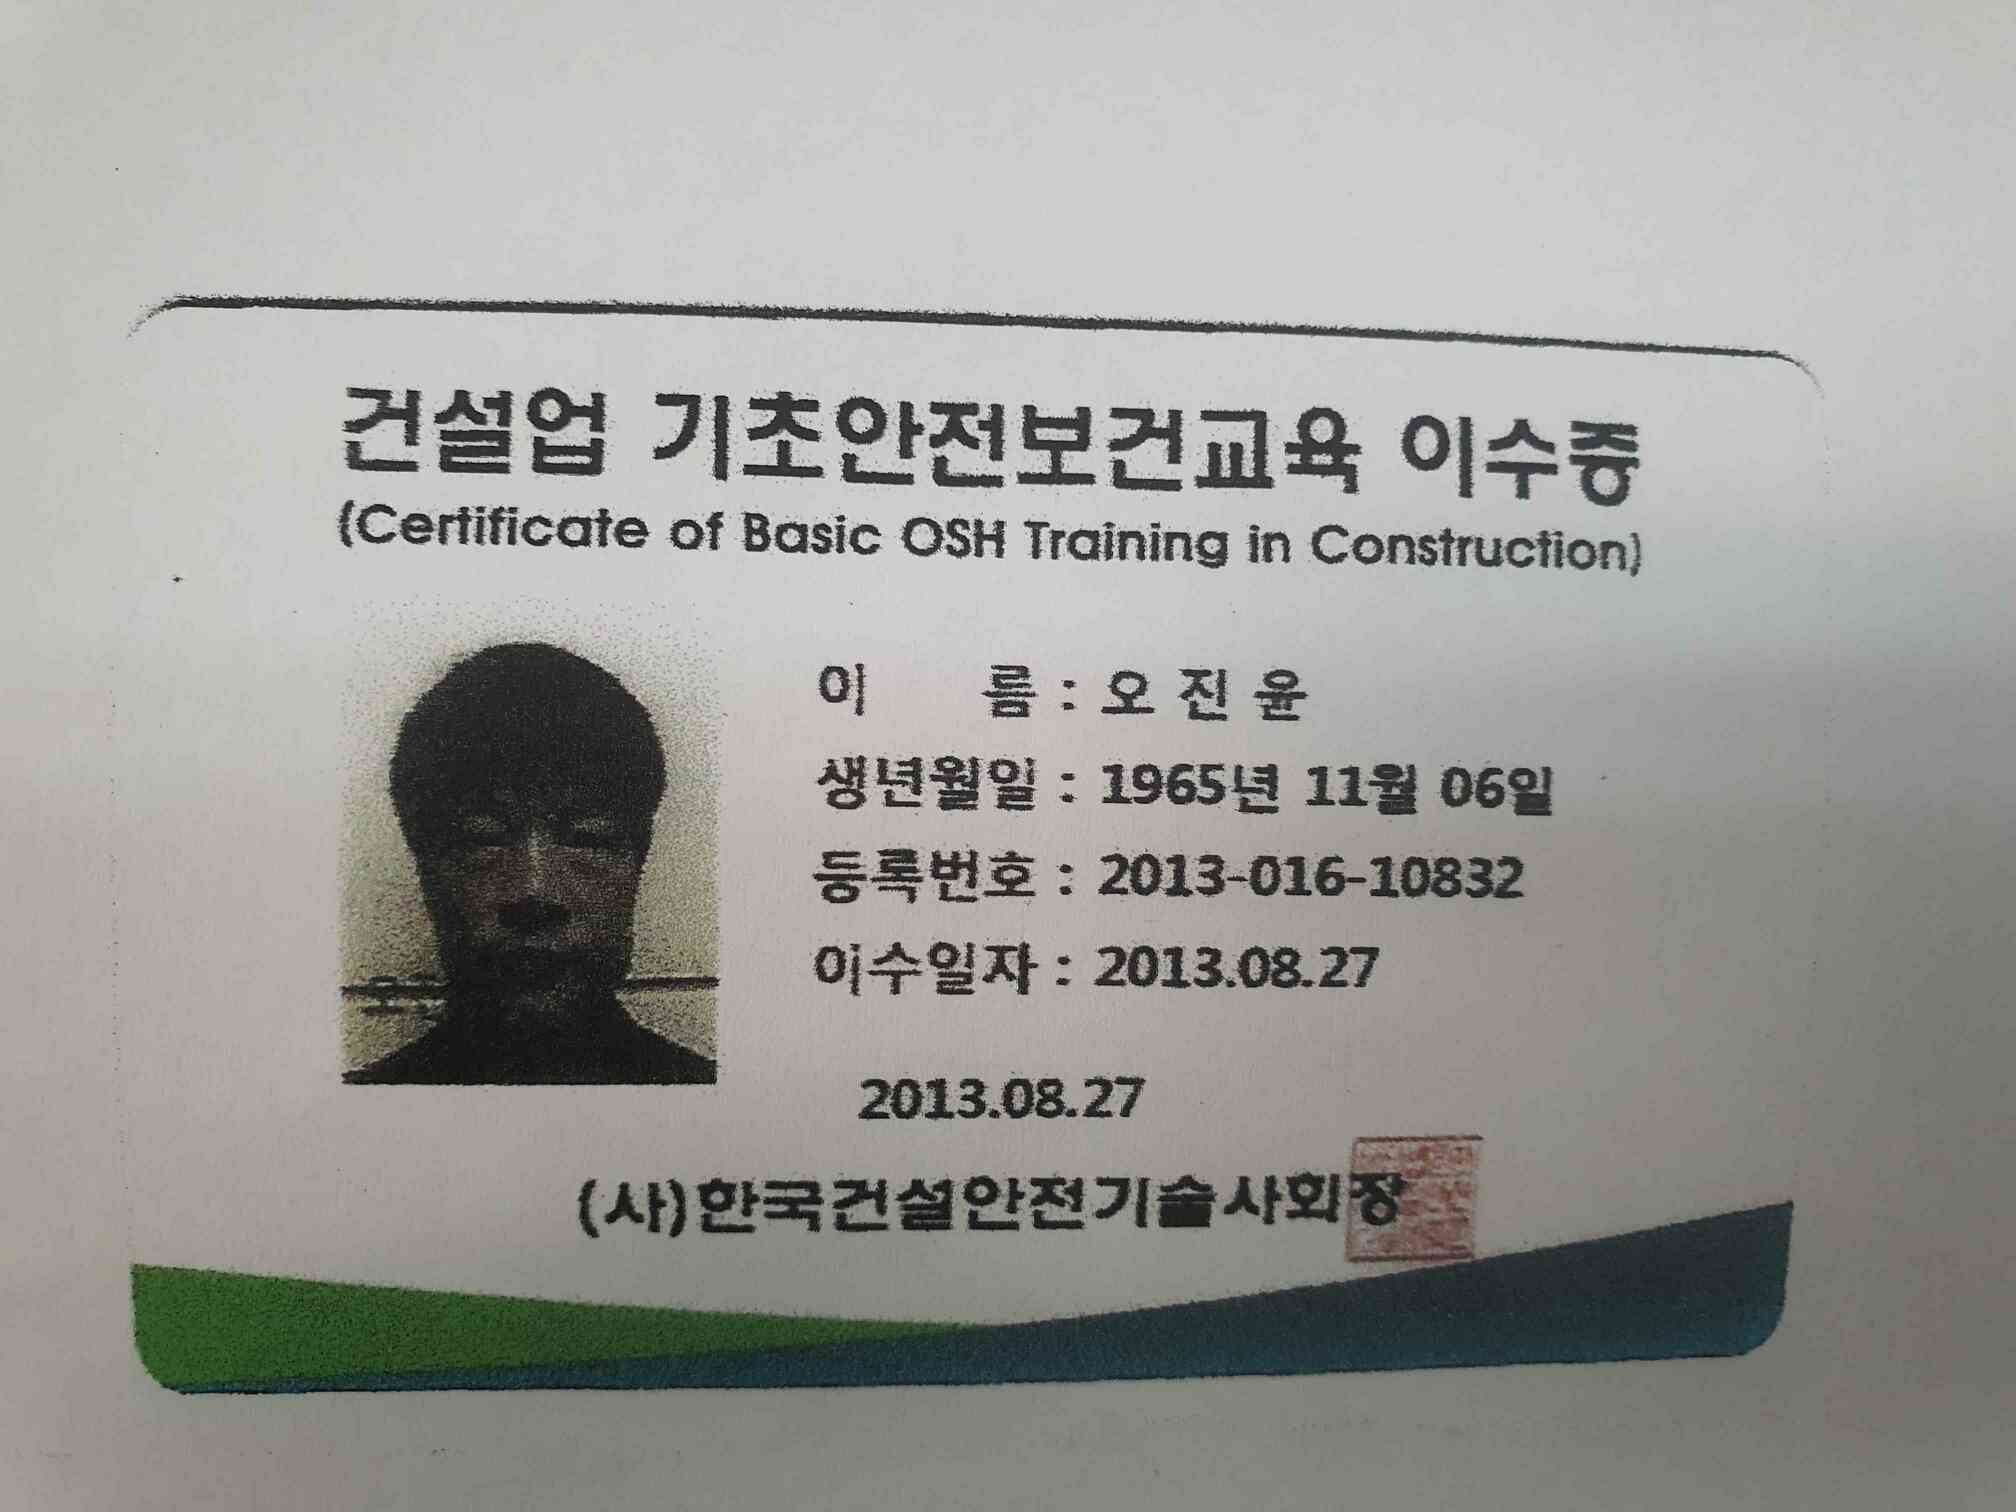 건설업 기초안전보건교육 이수증
(Certificate of Basic OSH Training in Construction)
이 름 : 오 진 윤
생년월일 : 1965년 11월 06일
등록번호 : 2013-016-10832
이수일자 : 2013.08.27
2013.08.27
(사)한국건설안전기술사회장